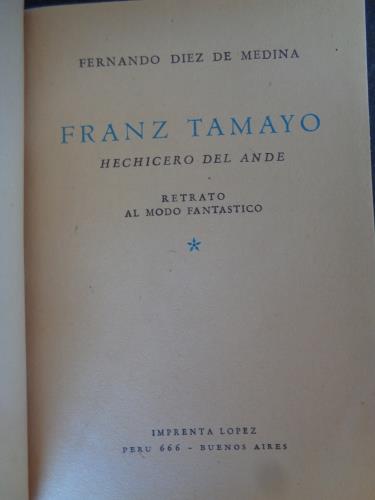 FERNANDO DIEZ DE MEDINA
FRANZ TAMAYO
HECHICERO DEL ANDE
RETRATO
AL MODO FANTASTICO
*
IMPRENTA LOPEZ
PERU 666 - BUENOS AIRES